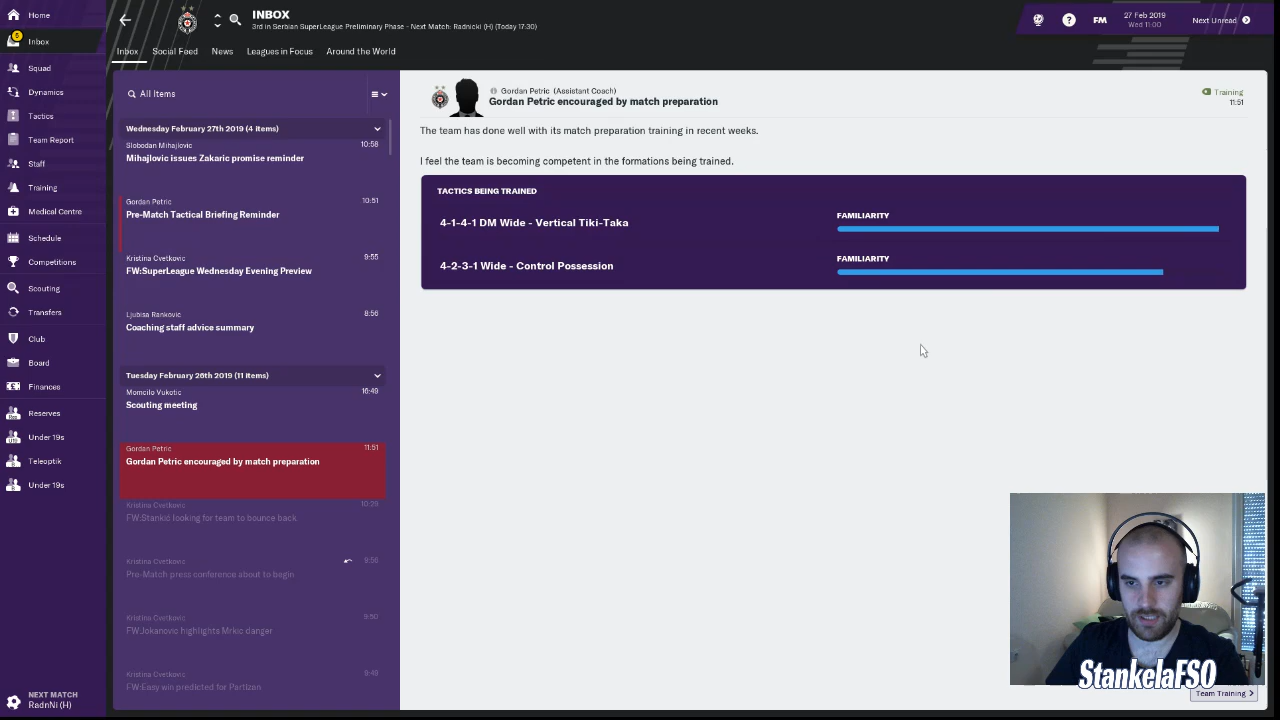 Home
5
Inbox
Squad
Dynamics
Tactics
Team Report
Staff
Training
Medical Centre
Schedule
Competitions
Scouting
Transfers
Club
Board
Finances
Reserves
Under 19s
Teleoptik
Under 19s
NEXT MATCH
RadnNi (H)
INBOX
3rd in Serbian SuperLeague Preliminary Phase - Next Match: Radnicki (H) (Today 17:30)
FM
27 Feb 2019
Wed 11:00
Next Unread
Inbox
Social Feed
News
Leagues in Focus
Around the World
All Items
Wednesday February 27th 2019 (4 Items)
Slobodan Mihajlovic 10:58
Mihajlovic issues Zakaric promise reminder
Gordan Petric 10:51
Pre-Match Tactical Briefing Reminder
Kristina Cvetkovic 9:55
FW:SuperLeague Wednesday Evening Preview
Ljubisa Rankovic 8:56
Coaching staff advice summary
Tuesday February 26th 2019 (11 Items)
Momcilo Vukotic 16:49
Scouting meeting
Gordan Petric 11:51
Gordan Petric encouraged by match preparation
Kristina Cvetkovic 10:29
FW:Stankić looking for team to bounce back
Kristina Cvetkovic 9:56
Pre-Match press conference about to begin
Kristina Cvetkovic 9:50
FW:Jokanovic highlights Mrkic danger
Kristina Cvetkovic 9:49
FW:Easy win predicted for Partizan
Gordan Petric (Assistant Coach)
Gordan Petric encouraged by match preparation
Training
11:51
The team has done well with its match preparation training in recent weeks.
I feel the team is becoming competent in the formations being trained.
TACTICS BEING TRAINED
4-1-4-1 DM Wide - Vertical Tiki-Taka
FAMILIARITY
4-2-3-1 Wide - Control Possession
FAMILIARITY
StankelaFSO
Team Training